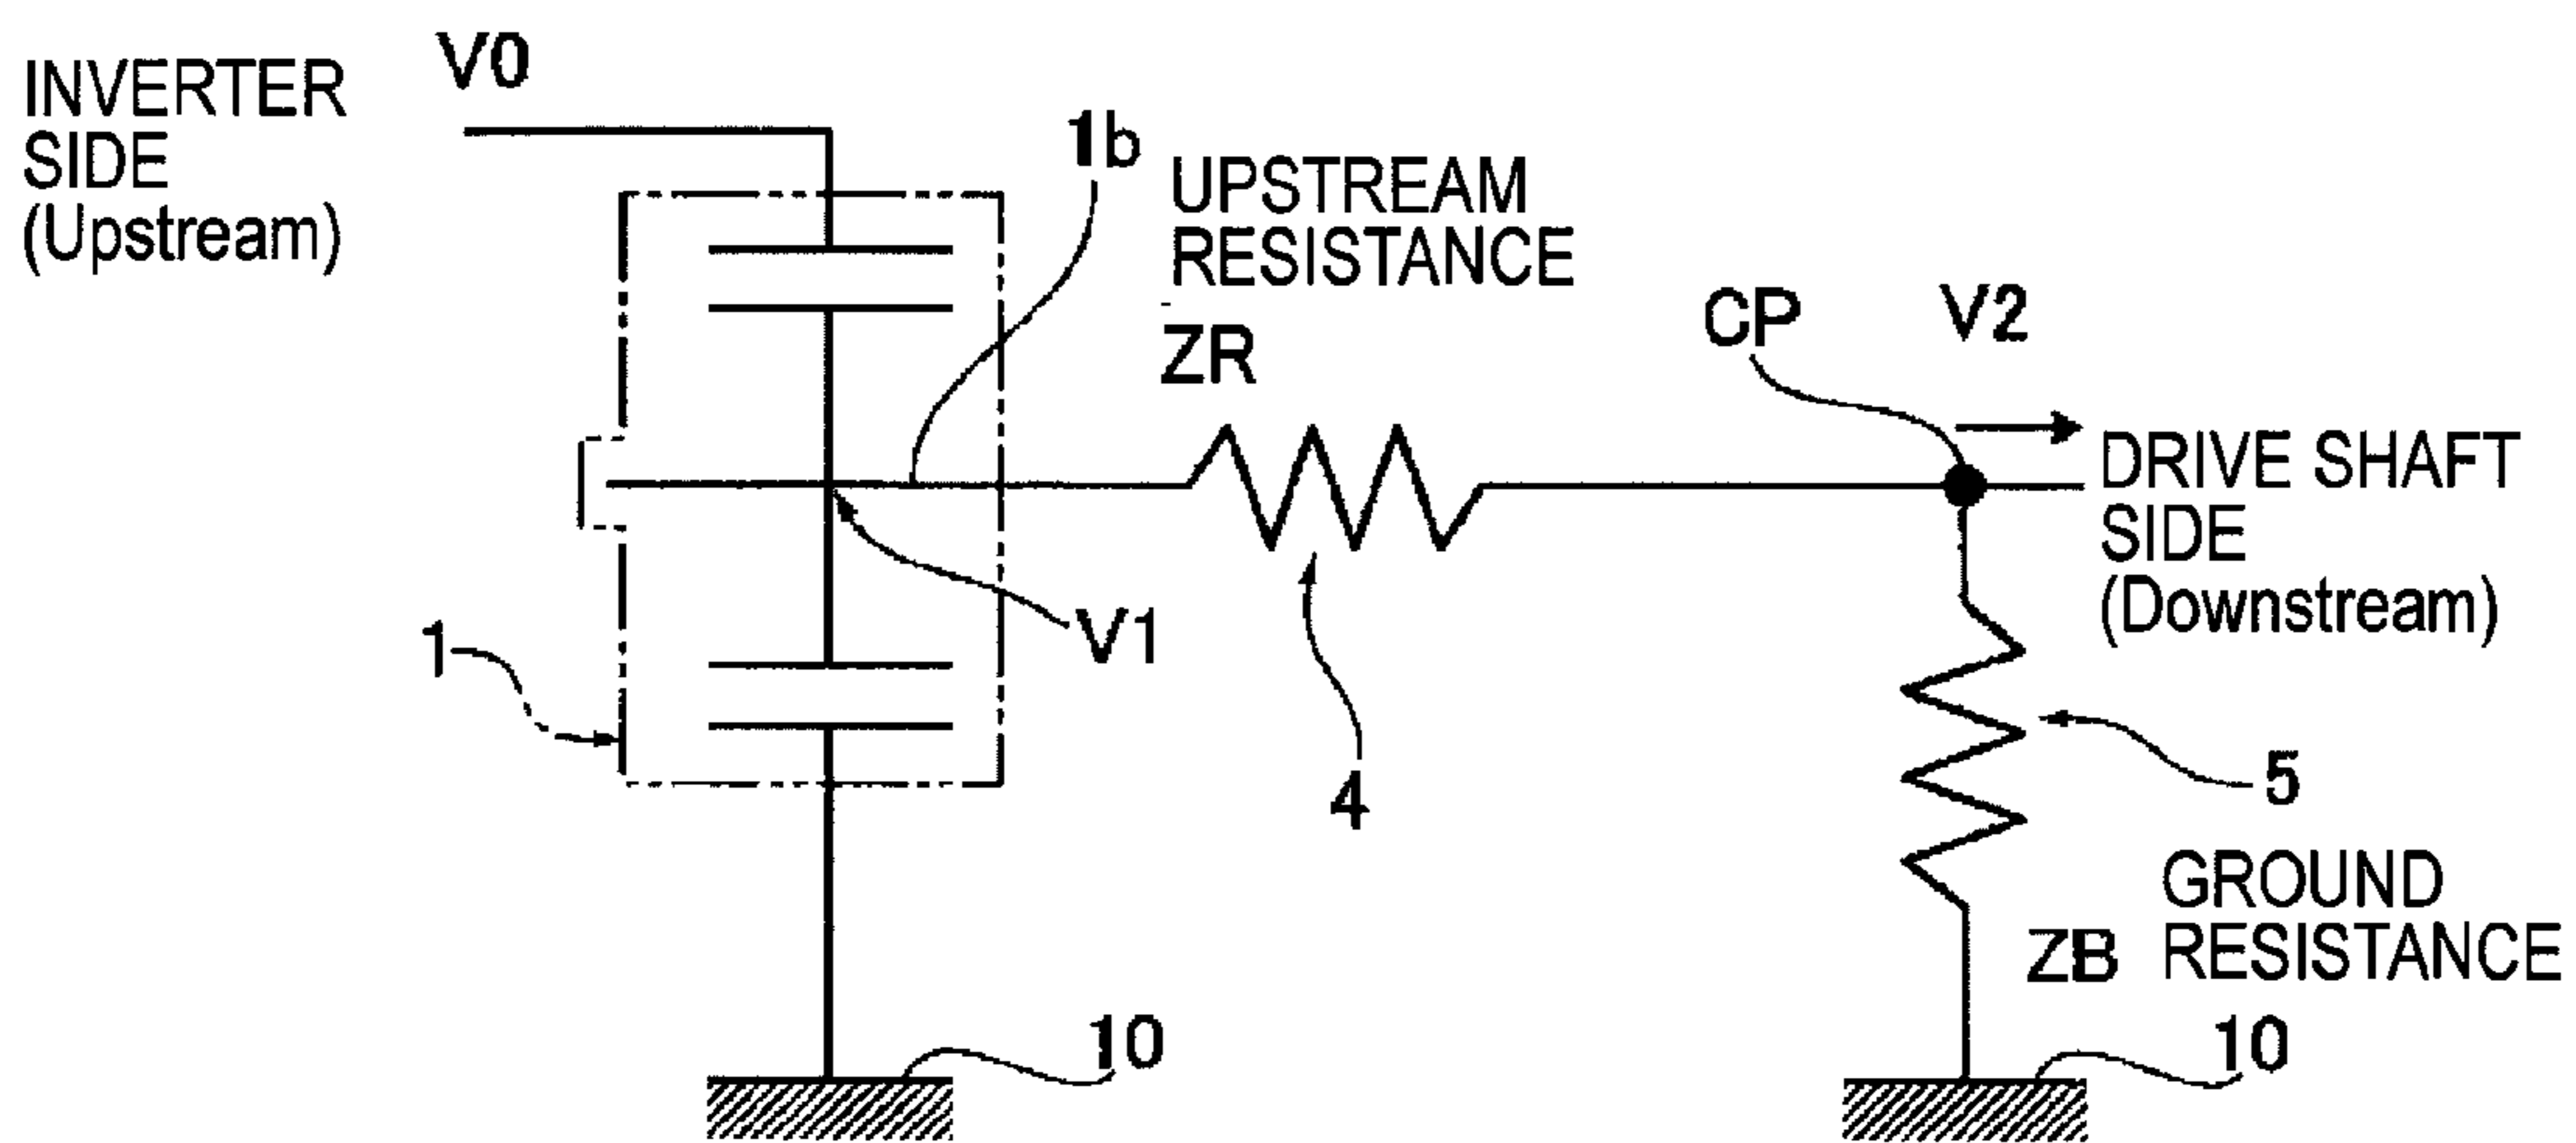 INVERTER
SIDE
(Upstream)
V0
1b
UPSTREAM
RESISTANCE
ZR
CP
V2
DRIVE SHAFT
SIDE
(Downstream)
V1
1
4
5
GROUND
RESISTANCE
ZB
10
10